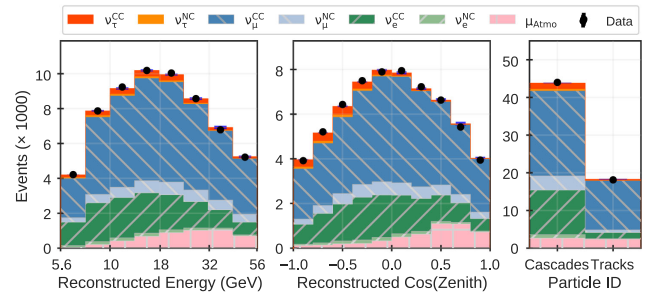 ν_τ^CC ν_τ^NC ν_μ^CC ν_μ^NC ν_e^CC ν_e^NC μ_Atmo Data
Events (× 1000)
10
8
6
4
2
0
5.6 10 18 32 56
Reconstructed Energy (GeV)
8
6
4
2
0
−1.0 −0.5 0.0 0.5 1.0
Reconstructed Cos(Zenith)
50
40
30
20
10
0
Cascades Tracks
Particle ID